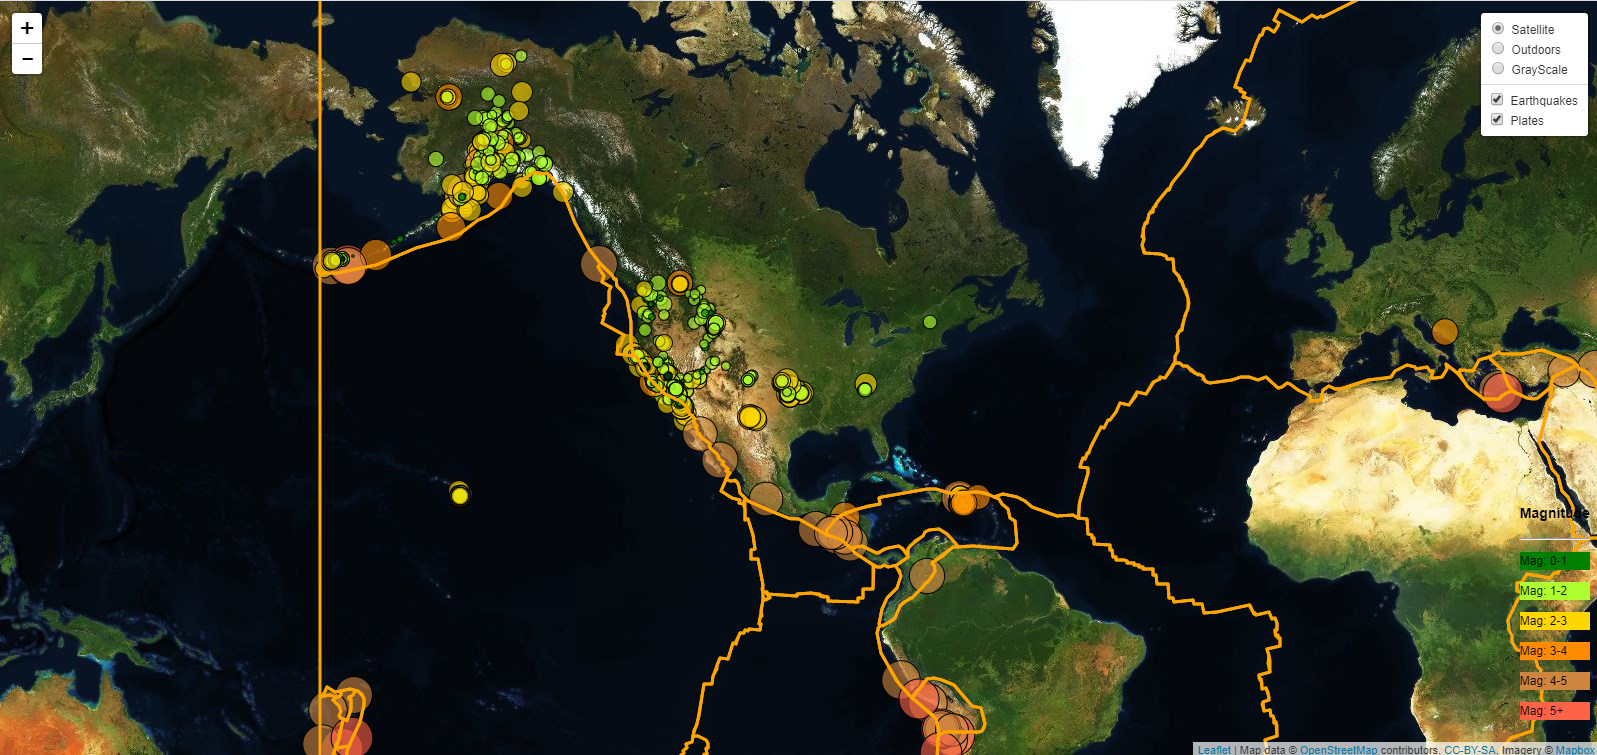 +
−
Satellite
Outdoors
GrayScale
Earthquakes
Plates
Magnitude
Mag: 0-1
Mag: 1-2
Mag: 2-3
Mag: 3-4
Mag: 4-5
Mag: 5+
Leaflet | Map data © OpenStreetMap contributors, CC-BY-SA, Imagery © Mapbox